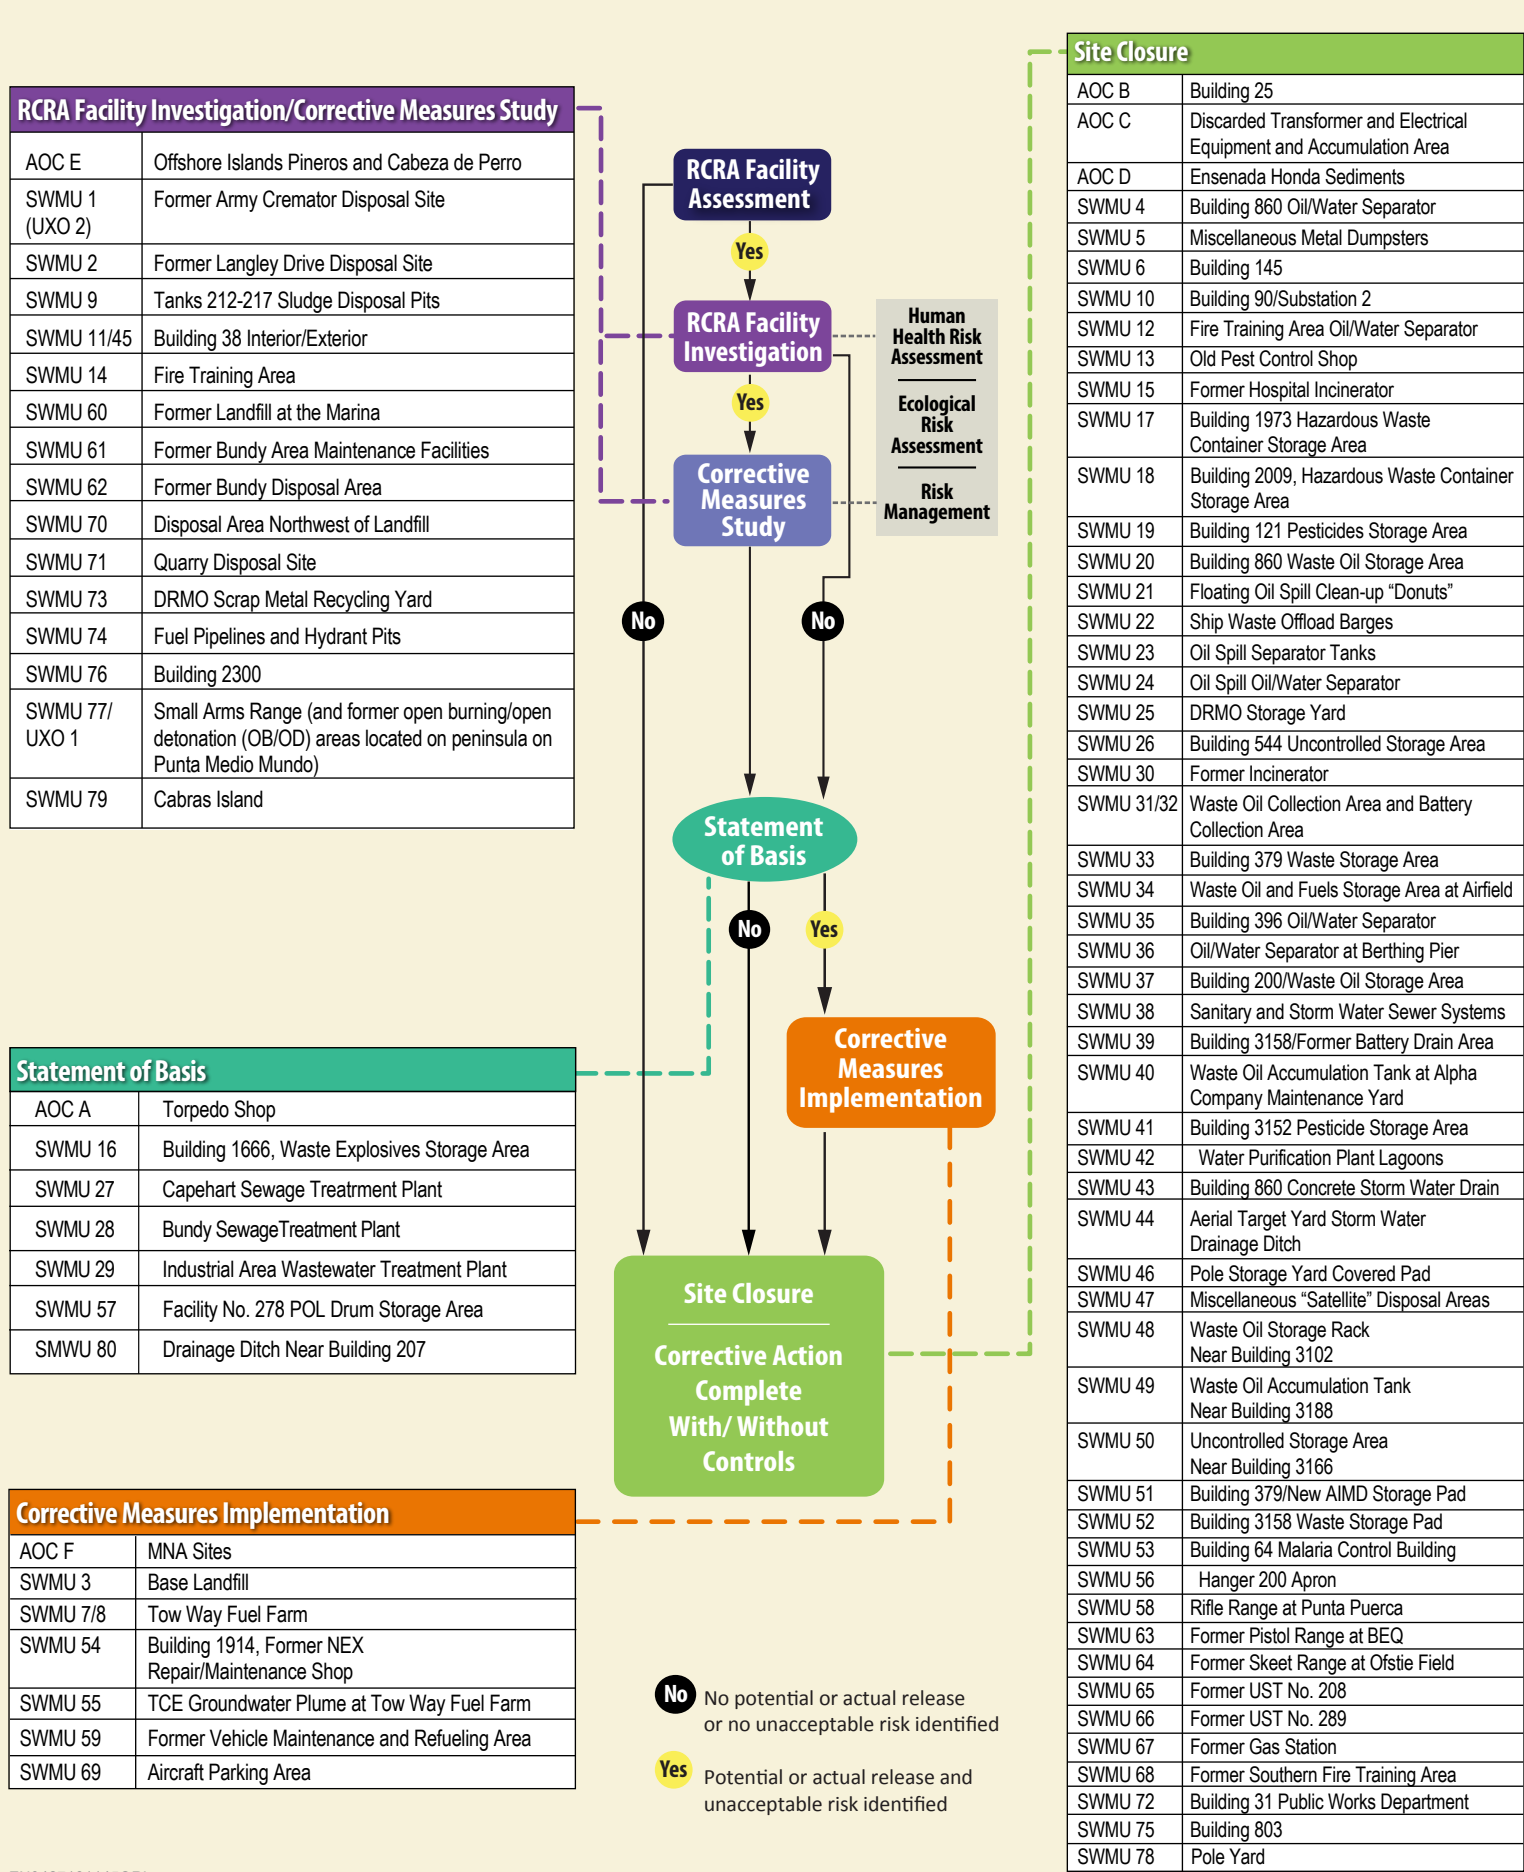 RCRA Facility Investigation/Corrective Measures Study
AOC E Offshore Islands Pineros and Cabeza de Perro
SWMU 1 Former Army Cremator Disposal Site
(UXO 2)
SWMU 2 Former Langley Drive Disposal Site
SWMU 9 Tanks 212-217 Sludge Disposal Pits
SWMU 11/45 Building 38 Interior/Exterior
SWMU 14 Fire Training Area
SWMU 60 Former Landfill at the Marina
SWMU 61 Former Bundy Area Maintenance Facilities
SWMU 62 Former Bundy Disposal Area
SWMU 70 Disposal Area Northwest of Landfill
SWMU 71 Quarry Disposal Site
SWMU 73 DRMO Scrap Metal Recycling Yard
SWMU 74 Fuel Pipelines and Hydrant Pits
SWMU 76 Building 2300
SWMU 77/ Small Arms Range (and former open burning/open
UXO 1 detonation (OB/OD) areas located on peninsula on
Punta Medio Mundo)
SWMU 79 Cabras Island
Statement of Basis
AOC A Torpedo Shop
SWMU 16 Building 1666, Waste Explosives Storage Area
SWMU 27 Capehart Sewage Treatrment Plant
SWMU 28 Bundy SewageTreatment Plant
SWMU 29 Industrial Area Wastewater Treatment Plant
SWMU 57 Facility No. 278 POL Drum Storage Area
SMWU 80 Drainage Ditch Near Building 207
Corrective Measures Implementation
AOC F MNA Sites
SWMU 3 Base Landfill
SWMU 7/8 Tow Way Fuel Farm
SWMU 54 Building 1914, Former NEX
Repair/Maintenance Shop
SWMU 55 TCE Groundwater Plume at Tow Way Fuel Farm
SWMU 59 Former Vehicle Maintenance and Refueling Area
SWMU 69 Aircraft Parking Area
RCRA Facility
Assessment
Yes
RCRA Facility
Investigation
Yes
Corrective
Measures
Study
Human
Health Risk
Assessment
Ecological
Risk
Assessment
Risk
Management
No
No
Statement
of Basis
No
Yes
Corrective
Measures
Implementation
Site Closure
Corrective Action
Complete
With/ Without
Controls
No No potential or actual release
or no unacceptable risk identified
Yes Potential or actual release and
unacceptable risk identified
Site Closure
AOC B Building 25
AOC C Discarded Transformer and Electrical
Equipment and Accumulation Area
AOC D Ensenada Honda Sediments
SWMU 4 Building 860 Oil/Water Separator
SWMU 5 Miscellaneous Metal Dumpsters
SWMU 6 Building 145
SWMU 10 Building 90/Substation 2
SWMU 12 Fire Training Area Oil/Water Separator
SWMU 13 Old Pest Control Shop
SWMU 15 Former Hospital Incinerator
SWMU 17 Building 1973 Hazardous Waste
Container Storage Area
SWMU 18 Building 2009, Hazardous Waste Container
Storage Area
SWMU 19 Building 121 Pesticides Storage Area
SWMU 20 Building 860 Waste Oil Storage Area
SWMU 21 Floating Oil Spill Clean-up “Donuts”
SWMU 22 Ship Waste Offload Barges
SWMU 23 Oil Spill Separator Tanks
SWMU 24 Oil Spill Oil/Water Separator
SWMU 25 DRMO Storage Yard
SWMU 26 Building 544 Uncontrolled Storage Area
SWMU 30 Former Incinerator
SWMU 31/32 Waste Oil Collection Area and Battery
Collection Area
SWMU 33 Building 379 Waste Storage Area
SWMU 34 Waste Oil and Fuels Storage Area at Airfield
SWMU 35 Building 396 Oil/Water Separator
SWMU 36 Oil/Water Separator at Berthing Pier
SWMU 37 Building 200/Waste Oil Storage Area
SWMU 38 Sanitary and Storm Water Sewer Systems
SWMU 39 Building 3158/Former Battery Drain Area
SWMU 40 Waste Oil Accumulation Tank at Alpha
Company Maintenance Yard
SWMU 41 Building 3152 Pesticide Storage Area
SWMU 42 Water Purification Plant Lagoons
SWMU 43 Building 860 Concrete Storm Water Drain
SWMU 44 Aerial Target Yard Storm Water
Drainage Ditch
SWMU 46 Pole Storage Yard Covered Pad
SWMU 47 Miscellaneous “Satellite” Disposal Areas
SWMU 48 Waste Oil Storage Rack
Near Building 3102
SWMU 49 Waste Oil Accumulation Tank
Near Building 3188
SWMU 50 Uncontrolled Storage Area
Near Building 3166
SWMU 51 Building 379/New AIMD Storage Pad
SWMU 52 Building 3158 Waste Storage Pad
SWMU 53 Building 64 Malaria Control Building
SWMU 56 Hanger 200 Apron
SWMU 58 Rifle Range at Punta Puerca
SWMU 63 Former Pistol Range at BEQ
SWMU 64 Former Skeet Range at Ofstie Field
SWMU 65 Former UST No. 208
SWMU 66 Former UST No. 289
SWMU 67 Former Gas Station
SWMU 68 Former Southern Fire Training Area
SWMU 72 Building 31 Public Works Department
SWMU 75 Building 803
SWMU 78 Pole Yard